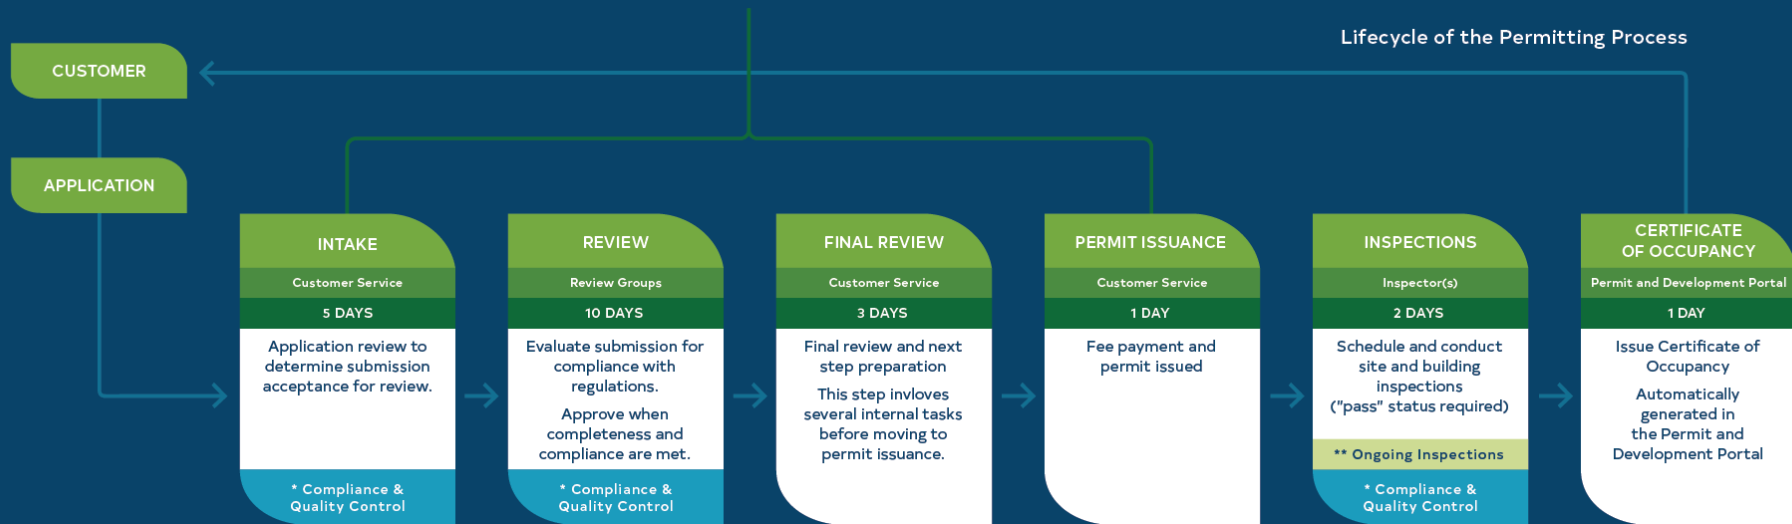 Lifecycle of the Permitting Process
CUSTOMER
APPLICATION
INTAKE
Customer Service
5 DAYS
Application review to
determine submission
acceptance for review.
* Compliance &
Quality Control
REVIEW
Review Groups
10 DAYS
Evaluate submission for
compliance with
regulations.
Approve when
completeness and
compliance are met.
* Compliance &
Quality Control
FINAL REVIEW
Customer Service
3 DAYS
Final review and next
step preparation
This step invloves
several internal tasks
before moving to
permit issuance.
PERMIT ISSUANCE
Customer Service
1 DAY
Fee payment and
permit issued
INSPECTIONS
Inspector(s)
2 DAYS
Schedule and conduct
site and building
inspections
("pass" status required)
** Ongoing Inspections
* Compliance &
Quality Control
CERTIFICATE
OF OCCUPANCY
Permit and Development Portal
1 DAY
Issue Certificate of
Occupancy
Automatically
generated in
the Permit and
Development Portal